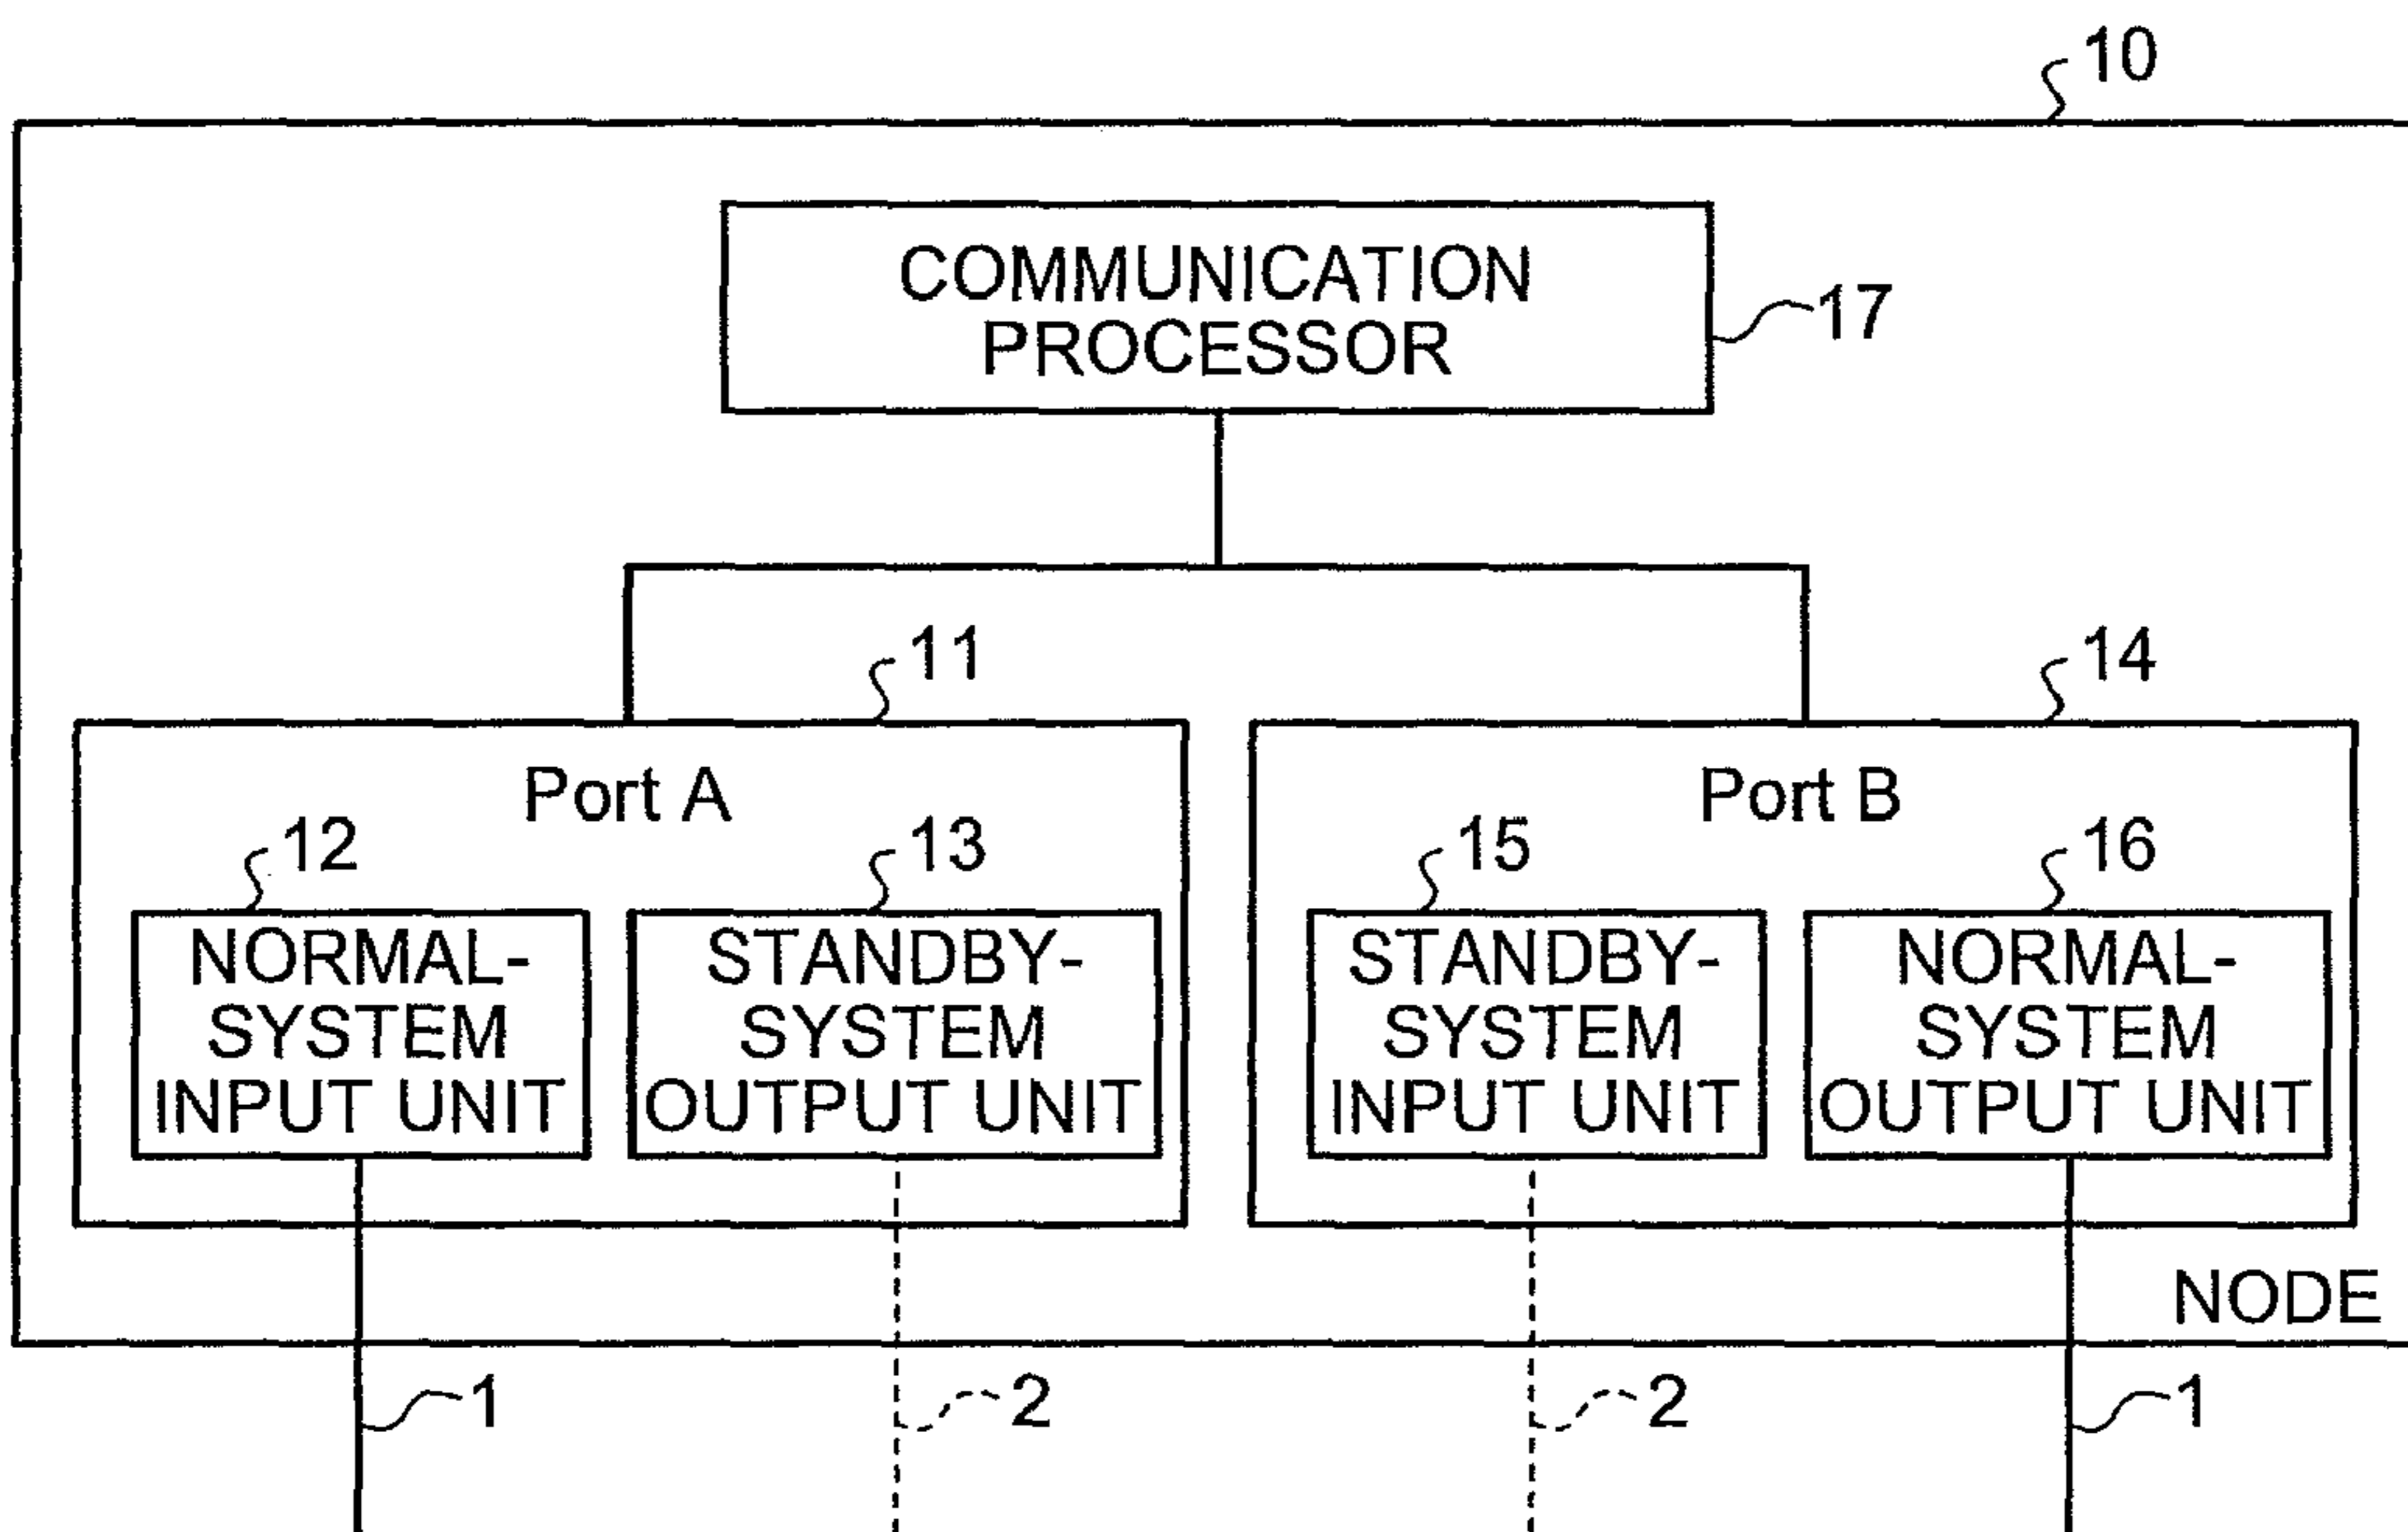 10
COMMUNICATION
PROCESSOR
17
11
14
Port A
Port B
12
13
15
16
NORMAL-
SYSTEM
INPUT UNIT
STANDBY-
SYSTEM
OUTPUT UNIT
STANDBY-
SYSTEM
INPUT UNIT
NORMAL-
SYSTEM
OUTPUT UNIT
NODE
1
2
2
1